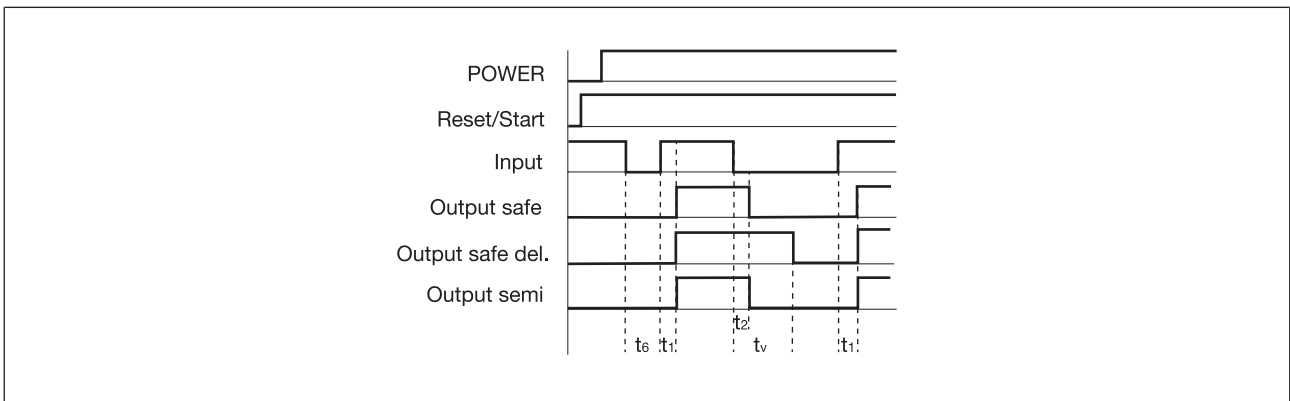 POWER
Reset/Start
Input
Output safe
Output safe del.
Output semi
t2
t6 t1 tv t1